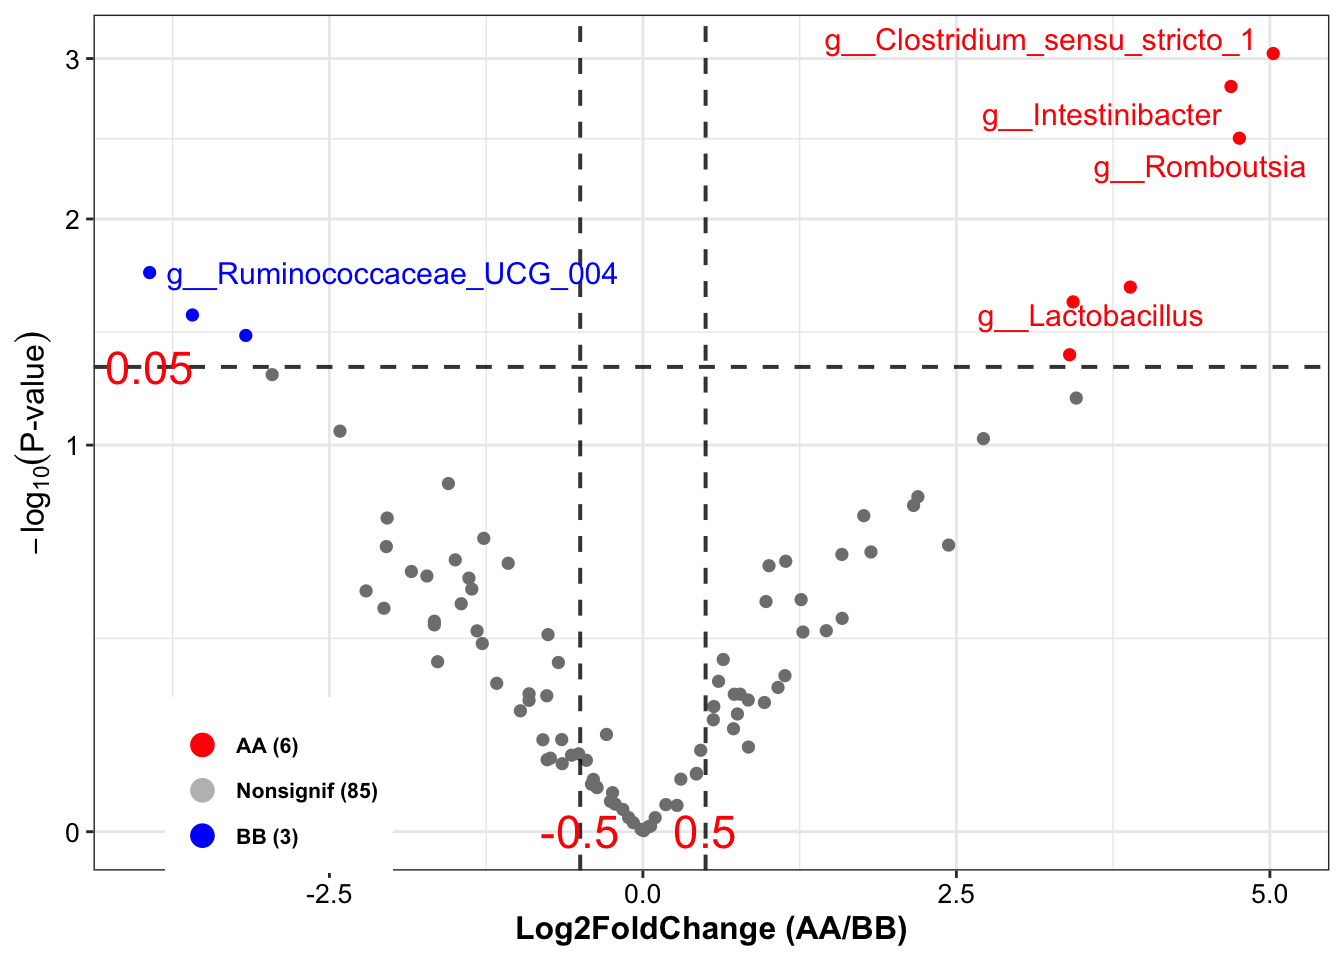 g__Clostridium_sensu_stricto_1
g__Intestinibacter
g__Romboutsia
g__Ruminococcaceae_UCG_004
g__Lactobacillus
0.05
-0.5
0.5
3
2
1
0
−log10(P-value)
AA (6)
Nonsignif (85)
BB (3)
-2.5
0.0
2.5
5.0
Log2FoldChange (AA/BB)